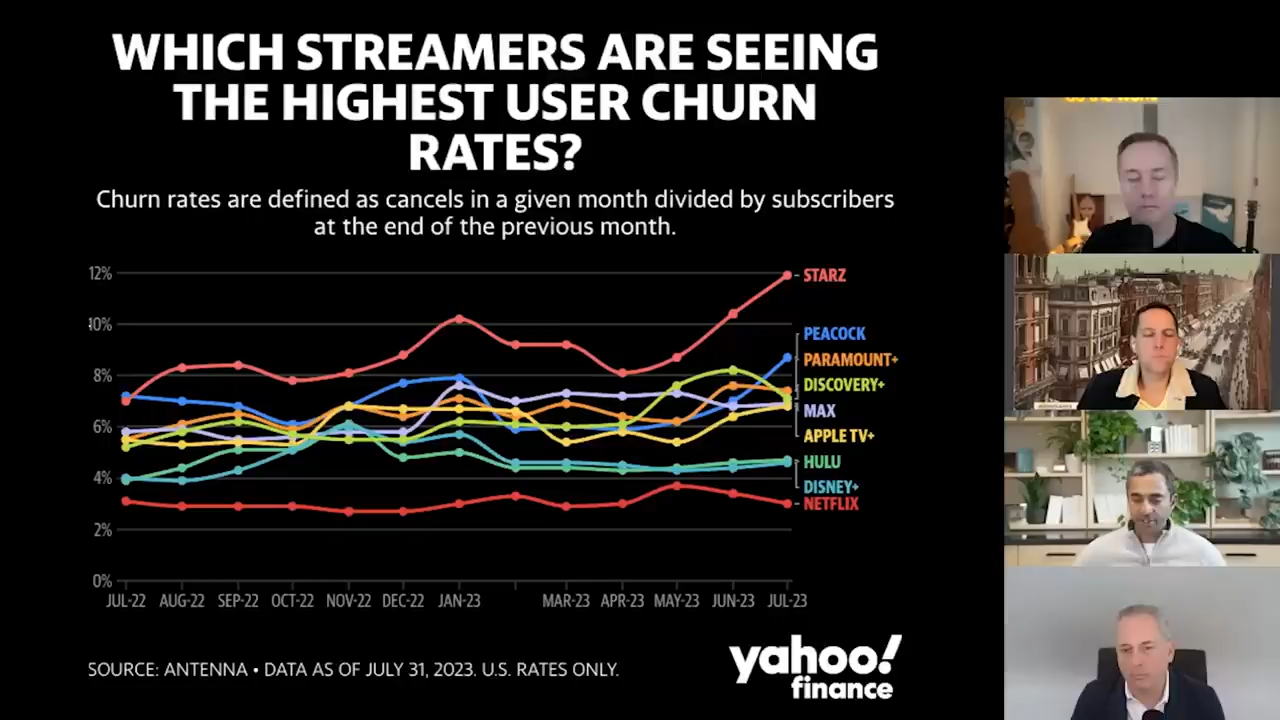 WHICH STREAMERS ARE SEEING
THE HIGHEST USER CHURN
RATES?
Churn rates are defined as cancels in a given month divided by subscribers
at the end of the previous month.
12%
10%
8%
6%
4%
2%
0%
STARZ
PEACOCK
PARAMOUNT+
DISCOVERY+
MAX
APPLE TV+
HULU
DISNEY+
NETFLIX
JUL-22 AUG-22 SEP-22 OCT-22 NOV-22 DEC-22 JAN-23 MAR-23 APR-23 MAY-23 JUN-23 JUL-23
SOURCE: ANTENNA • DATA AS OF JULY 31, 2023. U.S. RATES ONLY.
yahoo!
finance